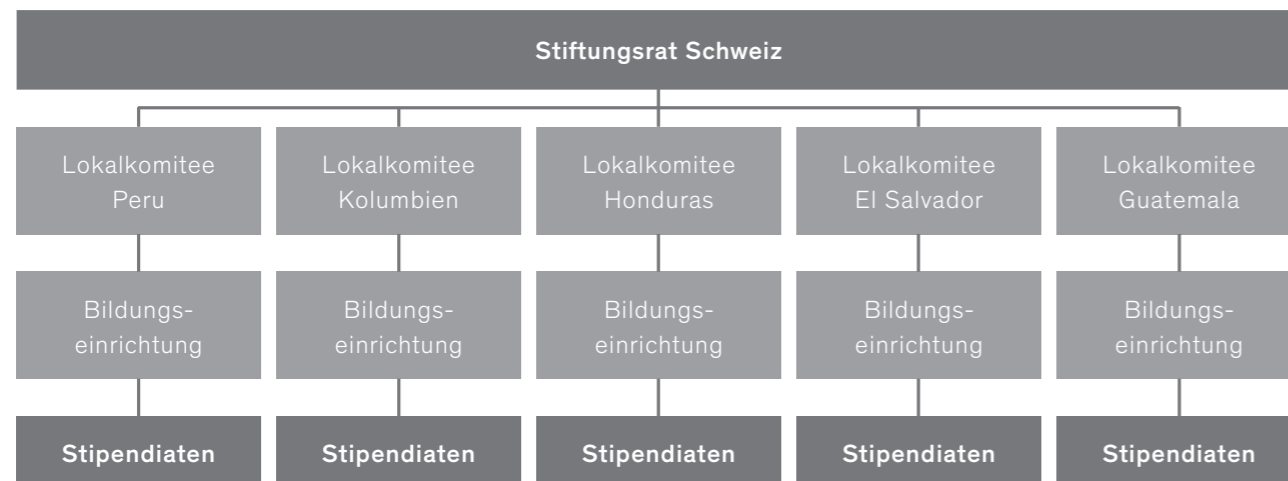 Stiftungsrat Schweiz
Lokalkomitee
Peru
Lokalkomitee
Kolumbien
Lokalkomitee
Honduras
Lokalkomitee
El Salvador
Lokalkomitee
Guatemala
Bildungs-
einrichtung
Bildungs-
einrichtung
Bildungs-
einrichtung
Bildungs-
einrichtung
Bildungs-
einrichtung
Stipendiaten
Stipendiaten
Stipendiaten
Stipendiaten
Stipendiaten